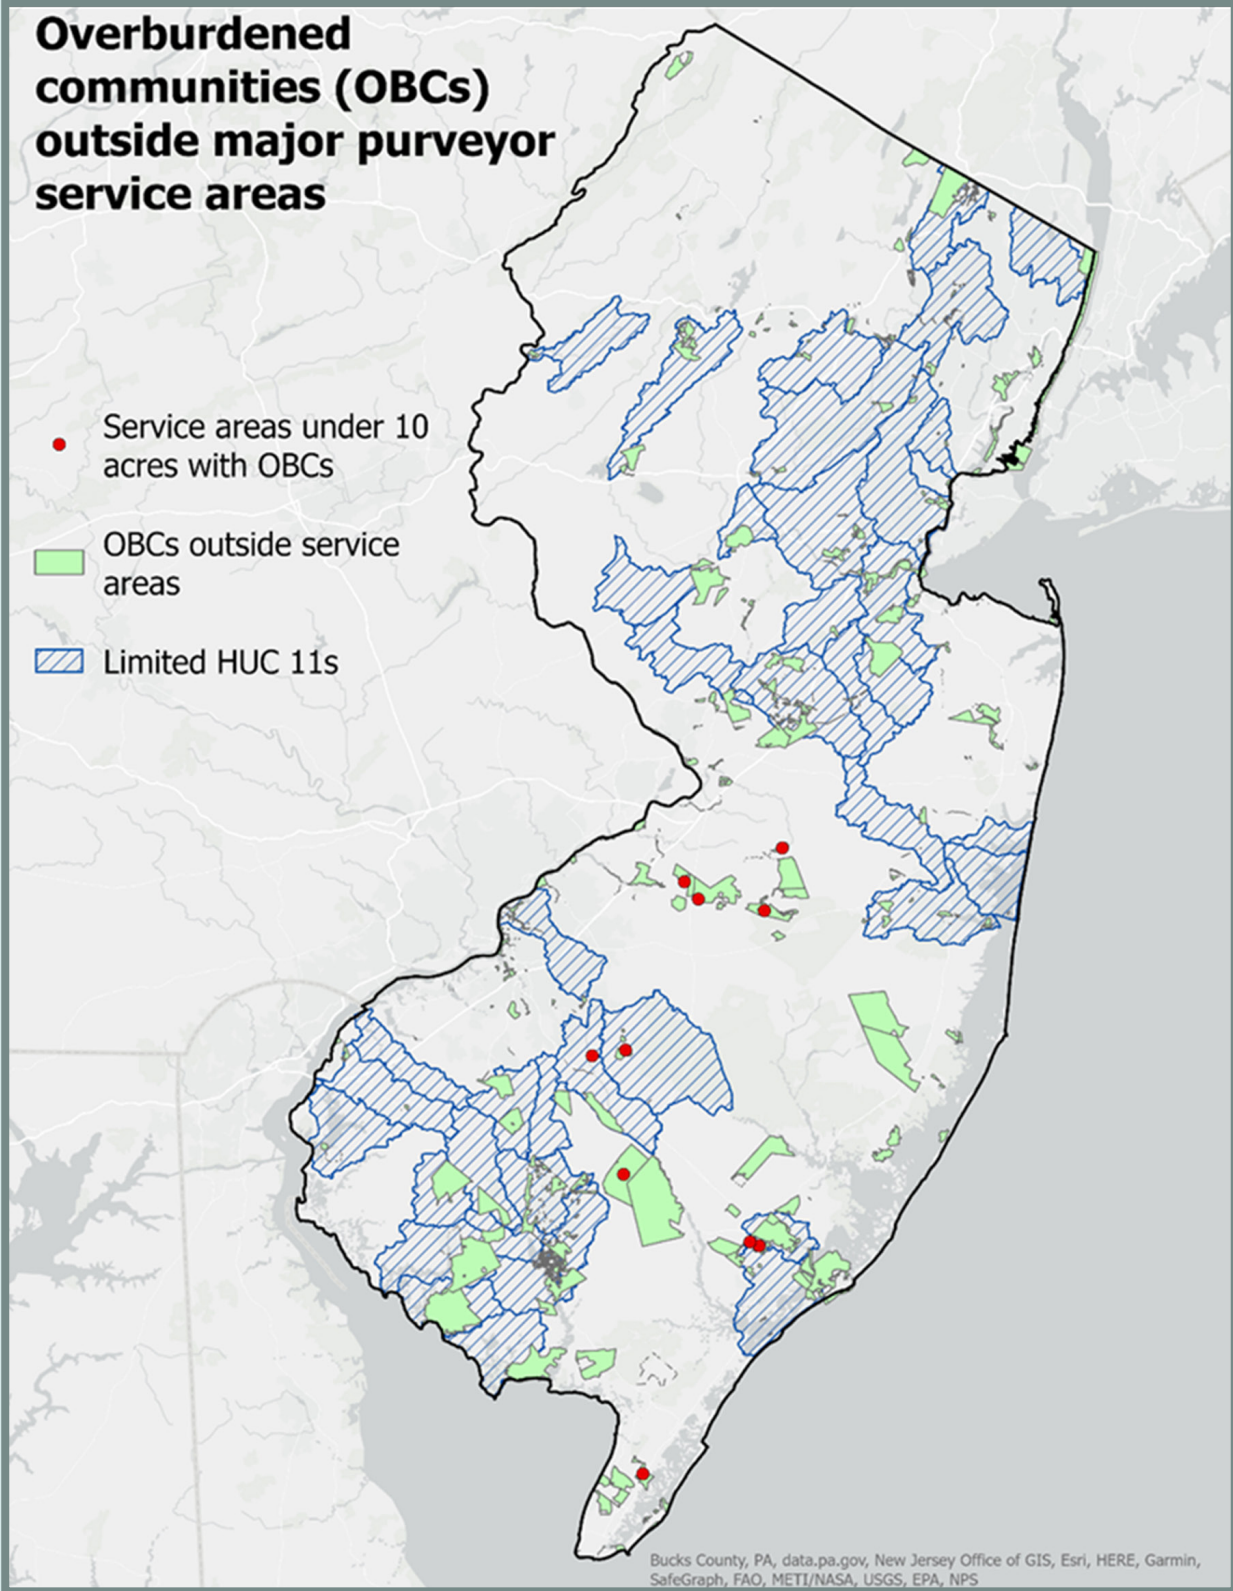 Overburdened
communities (OBCs)
outside major purveyor
service areas
Service areas under 10
acres with OBCs
OBCs outside service
areas
Limited HUC 11s
Bucks County, PA, data.pa.gov, New Jersey Office of GIS, Esri, HERE, Garmin,
SafeGraph, FAO, METI/NASA, USGS, EPA, NPS